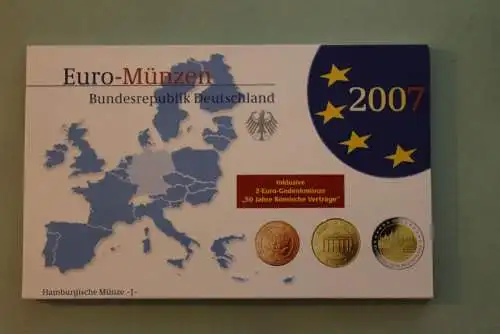 Euro-Münzen
Bundesrepublik Deutschland
2007
Inklusive
2-Euro-Gedenkmünze
„50 Jahre Römische Verträge“
Hamburgische Münze -J-